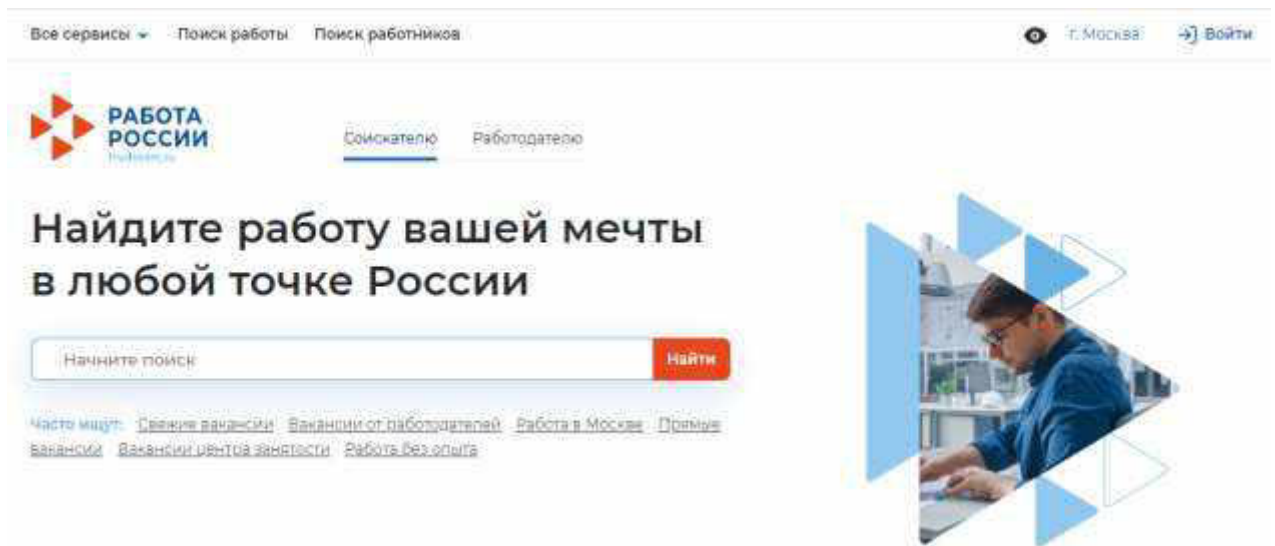 Все сервисы Поиск работы Поиск работников г. Москва Войти
РАБОТА
РОССИИ
Соискателю Работодателю
Найдите работу вашей мечты
в любой точке России
Начните поиск Найти
Часто ищут: Свежие вакансии Вакансии от работодателей Работа в Москве Прямые
вакансии Вакансии центра занятости Работа без опыта